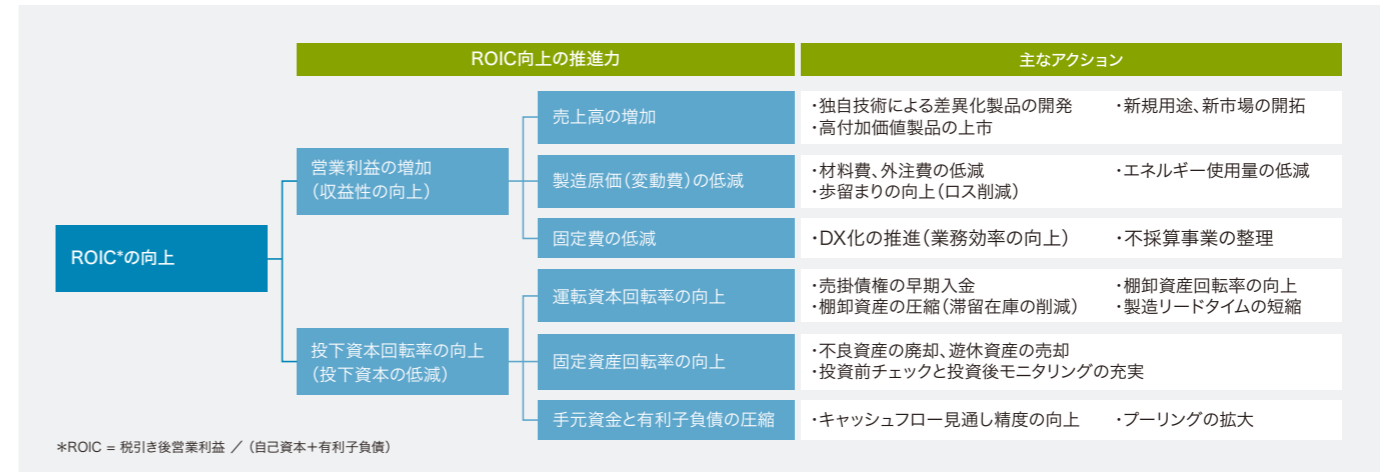 ROIC向上の推進力
主なアクション
ROIC*の向上
営業利益の増加
(収益性の向上)
売上高の増加
・独自技術による差異化製品の開発 ・新規用途、新市場の開拓
・高付加価値製品の上市
製造原価(変動費)の低減
・材料費、外注費の低減 ・エネルギー使用量の低減
・歩留まりの向上(ロス削減)
固定費の低減
・DX化の推進(業務効率の向上) ・不採算事業の整理
投下資本回転率の向上
(投下資本の低減)
運転資本回転率の向上
・売掛債権の早期入金 ・棚卸資産回転率の向上
・棚卸資産の圧縮(滞留在庫の削減) ・製造リードタイムの短縮
固定資産回転率の向上
・不良資産の廃却、遊休資産の売却
・投資前チェックと投資後モニタリングの充実
手元資金と有利子負債の圧縮
・キャッシュフロー見通し精度の向上 ・プーリングの拡大
*ROIC = 税引き後営業利益 / (自己資本+有利子負債)